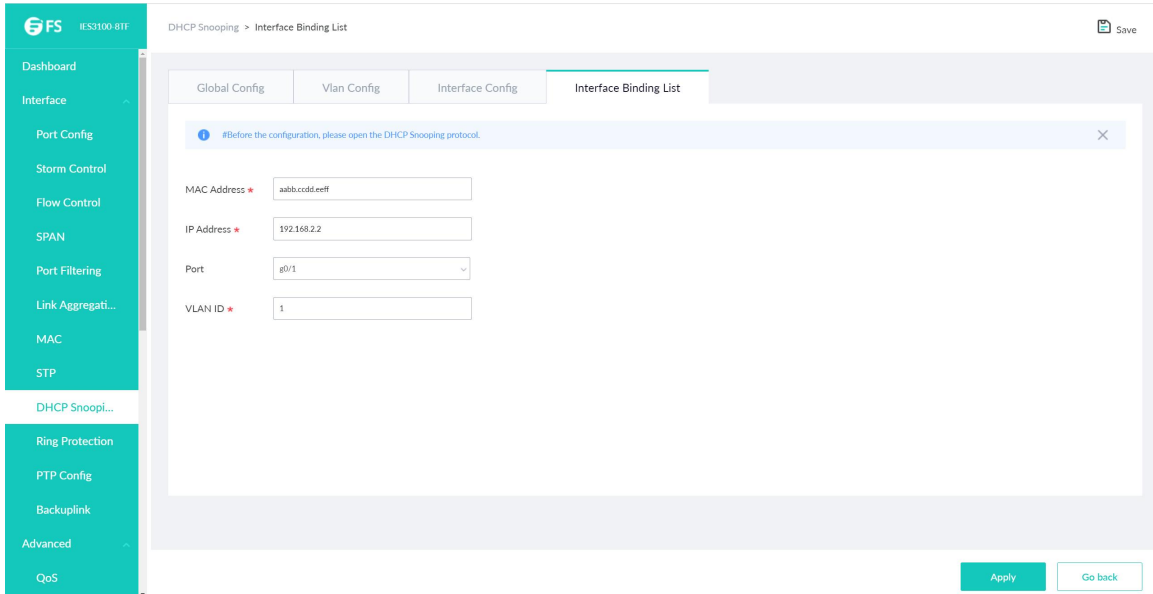 FS IES3100-8TF
DHCP Snooping > Interface Binding List
Save
Dashboard
Interface
Port Config
Storm Control
Flow Control
SPAN
Port Filtering
Link Aggregati...
MAC
STP
DHCP Snoopi...
Ring Protection
PTP Config
Backuplink
Advanced
QoS
Global Config
Vlan Config
Interface Config
Interface Binding List
#Before the configuration, please open the DHCP Snooping protocol.
MAC Address * aabb.ccdd.eeff
IP Address * 192.168.2.2
Port g0/1
VLAN ID * 1
Apply
Go back